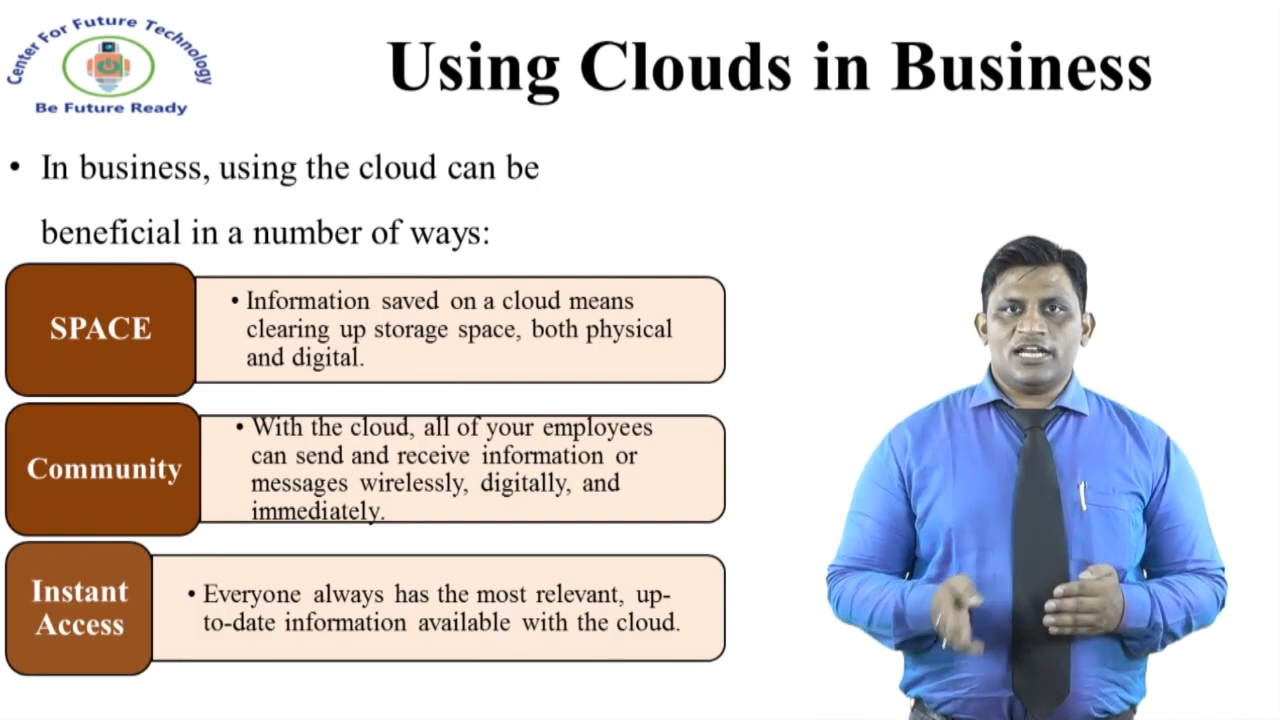 Center For Future Technology
Be Future Ready
Using Clouds in Business
• In business, using the cloud can be
beneficial in a number of ways:
SPACE
• Information saved on a cloud means
clearing up storage space, both physical
and digital.
Community
• With the cloud, all of your employees
can send and receive information or
messages wirelessly, digitally, and
immediately.
Instant
Access
• Everyone always has the most relevant, up-
to-date information available with the cloud.